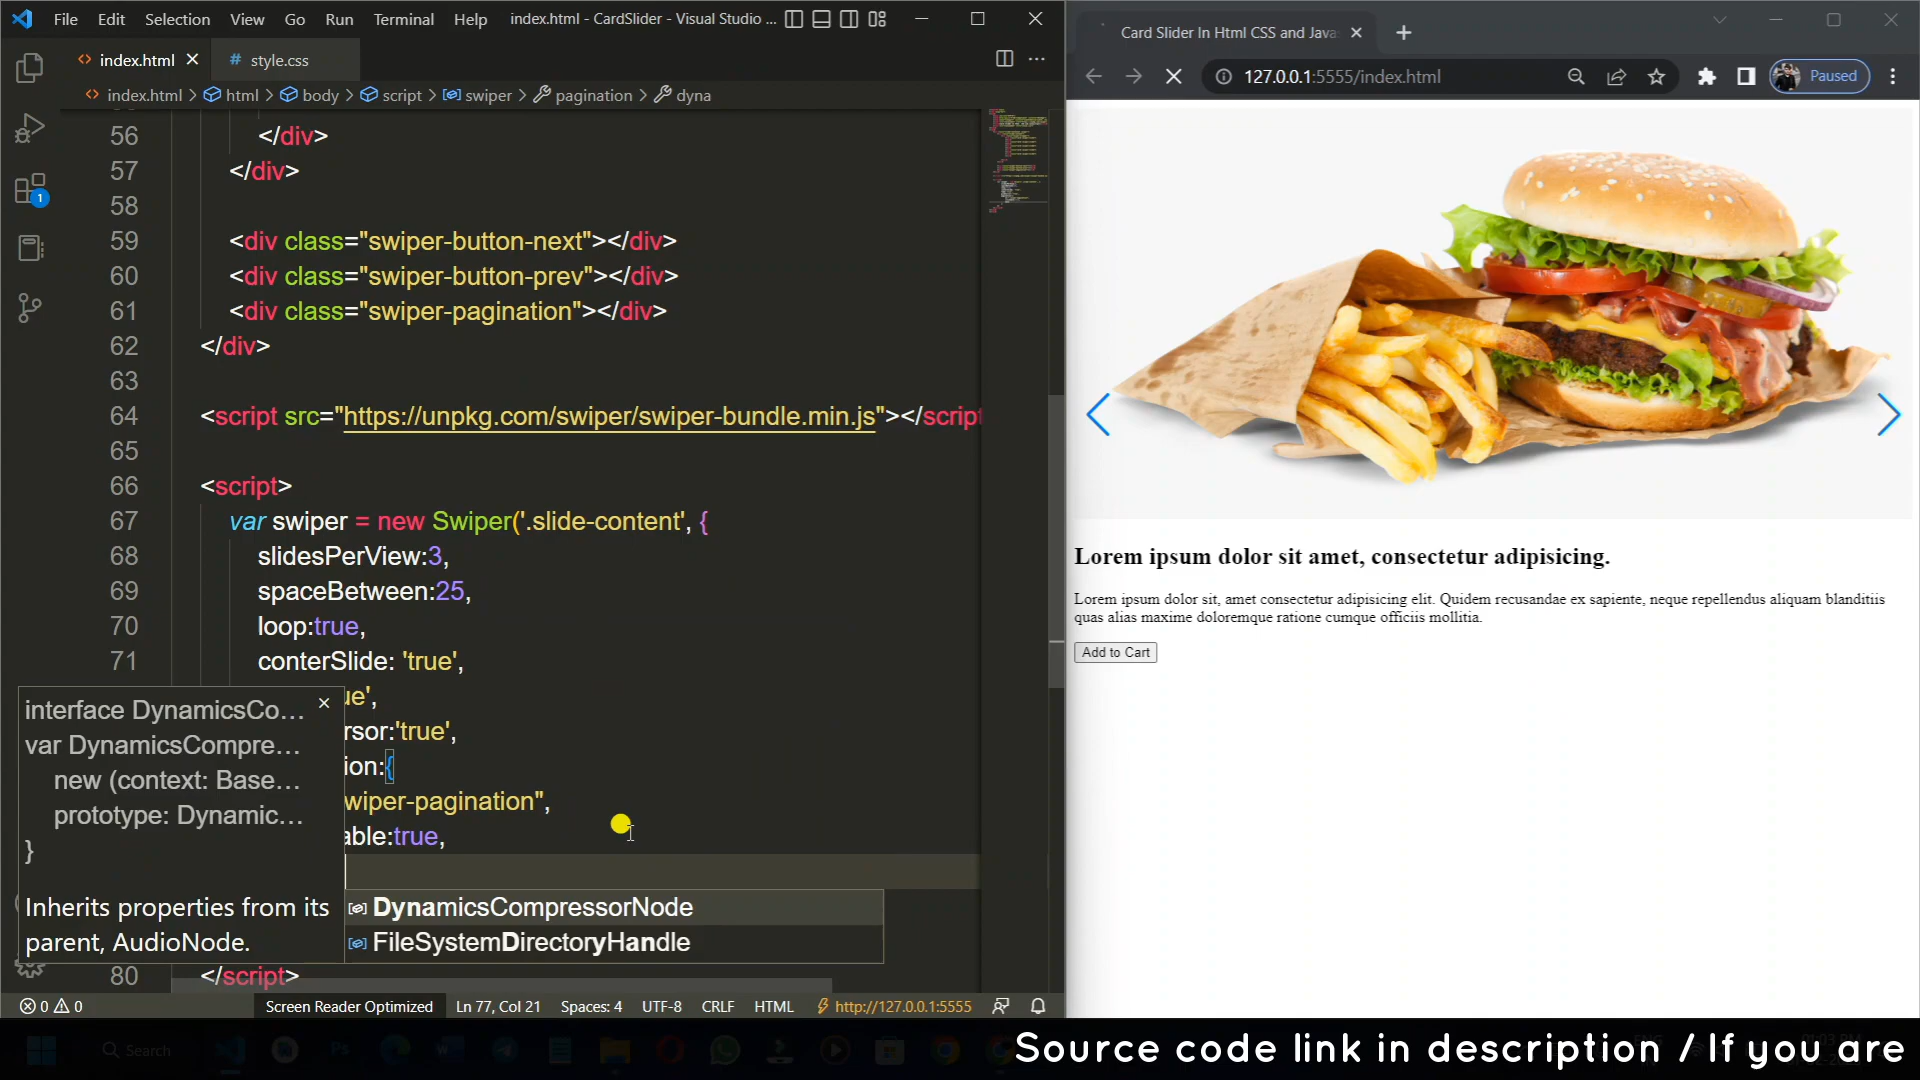 File Edit Selection View Go Run Terminal Help index.html - CardSlider - Visual Studio ...
index.html
# style.css
index.html > html > body > script > swiper > pagination > dyna
56 </div>
57 </div>
58
59 <div class="swiper-button-next"></div>
60 <div class="swiper-button-prev"></div>
61 <div class="swiper-pagination"></div>
62 </div>
63
64 <script src="https://unpkg.com/swiper/swiper-bundle.min.js"></script
65
66 <script>
67 var swiper = new Swiper('.slide-content', {
68 slidesPerView:3,
69 spaceBetween:25,
70 loop:true,
71 conterSlide: 'true',
ue',
rsor:'true',
ion:{
wiper-pagination",
able:true,
interface DynamicsCo...
var DynamicsCompre...
new (context: Base...
prototype: Dynamic...
}
Inherits properties from its
parent, AudioNode.
DynamicsCompressorNode
FileSystemDirectoryHandle
80 </script>
1
0 0 Screen Reader Optimized Ln 77, Col 21 Spaces: 4 UTF-8 CRLF HTML http://127.0.0.1:5555
Card Slider In Html CSS and Java
127.0.0.1:5555/index.html
Paused
Lorem ipsum dolor sit amet, consectetur adipisicing.
Lorem ipsum dolor sit, amet consectetur adipisicing elit. Quidem recusandae ex sapiente, neque repellendus aliquam blanditiis
quas alias maxime doloremque ratione cumque officiis mollitia.
Add to Cart
Search
Source code link in description / If you are